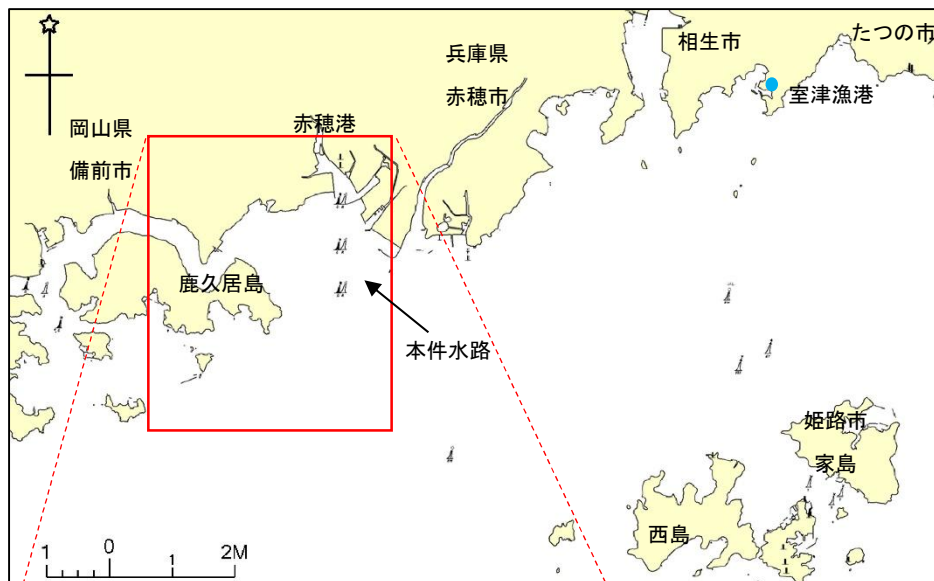 たつの市
相生市
兵庫県
室津漁港
赤穂市
赤穂港
岡山県
備前市
鹿久居島
本件水路
姫路市
家島
西島
1 0 1 2M